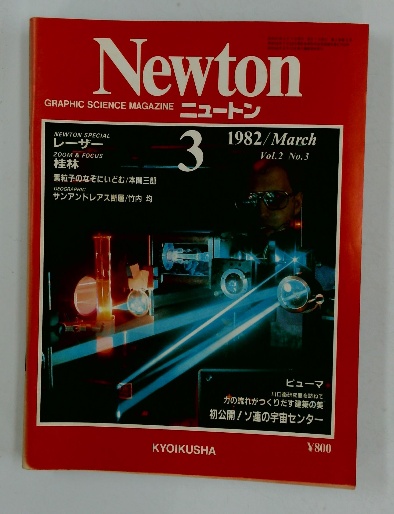 Newton
GRAPHIC SCIENCE MAGAZINE ニュートン
NEWTON SPECIAL
レーザー
ZOOM & FOCUS
桂林
素粒子のなぞにいどむ/本間三郎
GEOGRAPHIC
サンアンドレアス断層/竹内 均
3
1982/March
Vol.2 No.3
ピューマ
力の流れがつくりだす建築の美
初公開!ソ連の宇宙センター
KYOIKUSHA
¥800